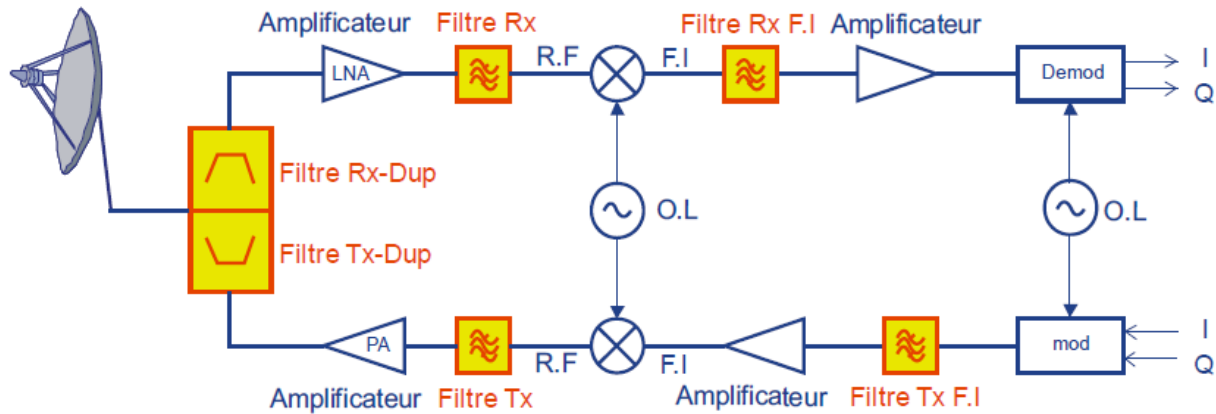 Amplificateur
Filtre Rx
Filtre Rx F.I
Amplificateur
LNA
R.F
F.I
Demod
I
Q
Filtre Rx-Dup
O.L
O.L
Filtre Tx-Dup
PA
R.F
F.I
mod
I
Q
Amplificateur
Filtre Tx
Amplificateur
Filtre Tx F.I